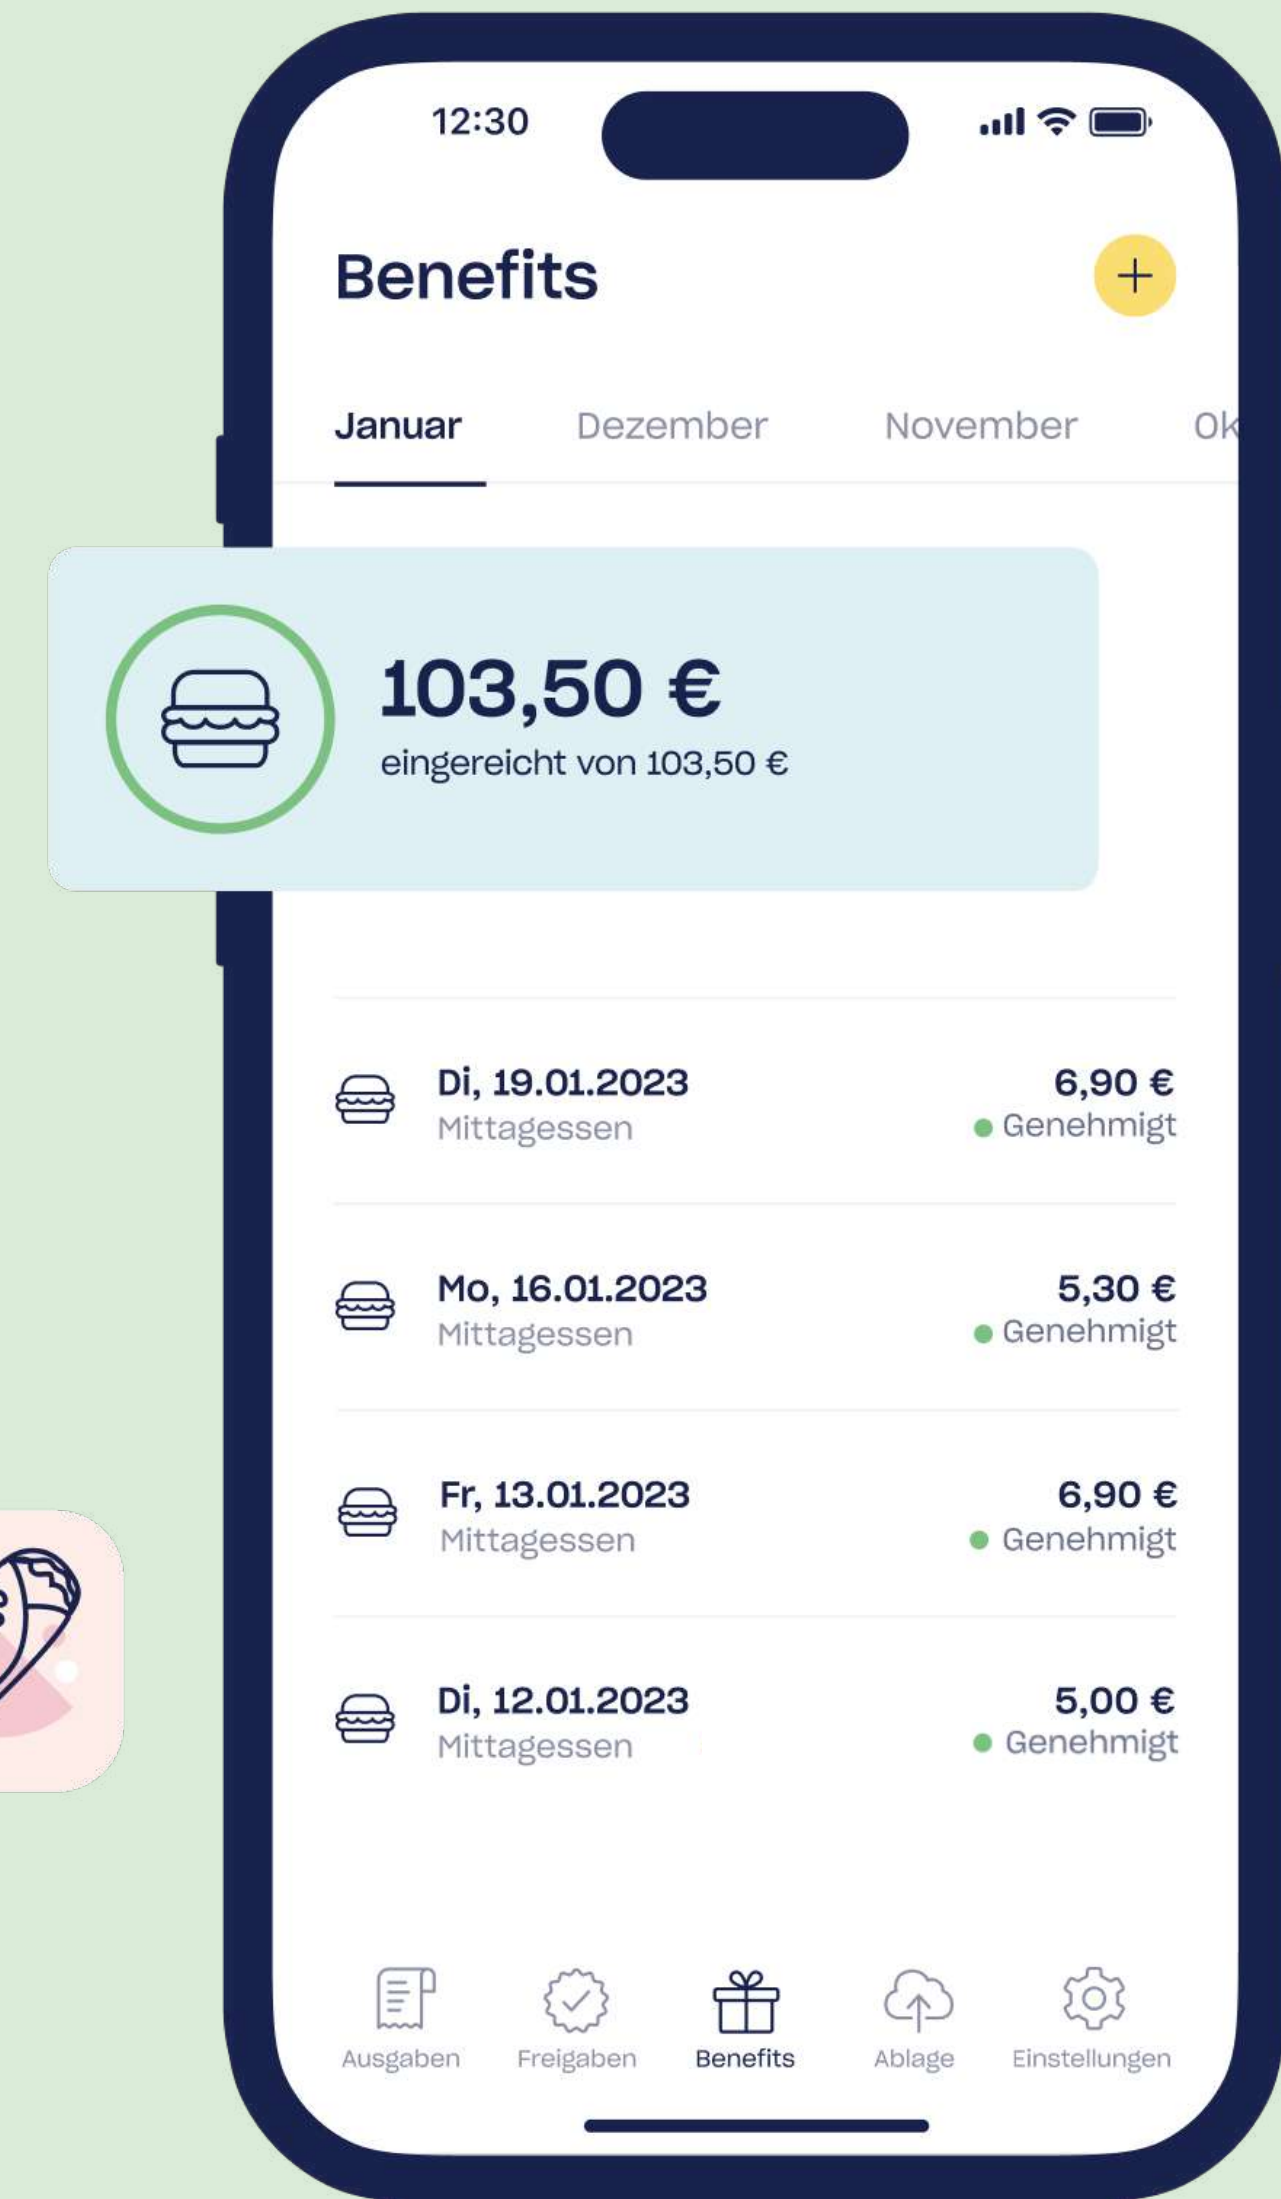 12:30
Benefits
+
Januar Dezember November Ok
103,50 €
eingereicht von 103,50 €
Di, 19.01.2023 6,90 €
Mittagessen Genehmigt
Mo, 16.01.2023 5,30 €
Mittagessen Genehmigt
Fr, 13.01.2023 6,90 €
Mittagessen Genehmigt
Di, 12.01.2023 5,00 €
Mittagessen Genehmigt
Ausgaben Freigaben Benefits Ablage Einstellungen